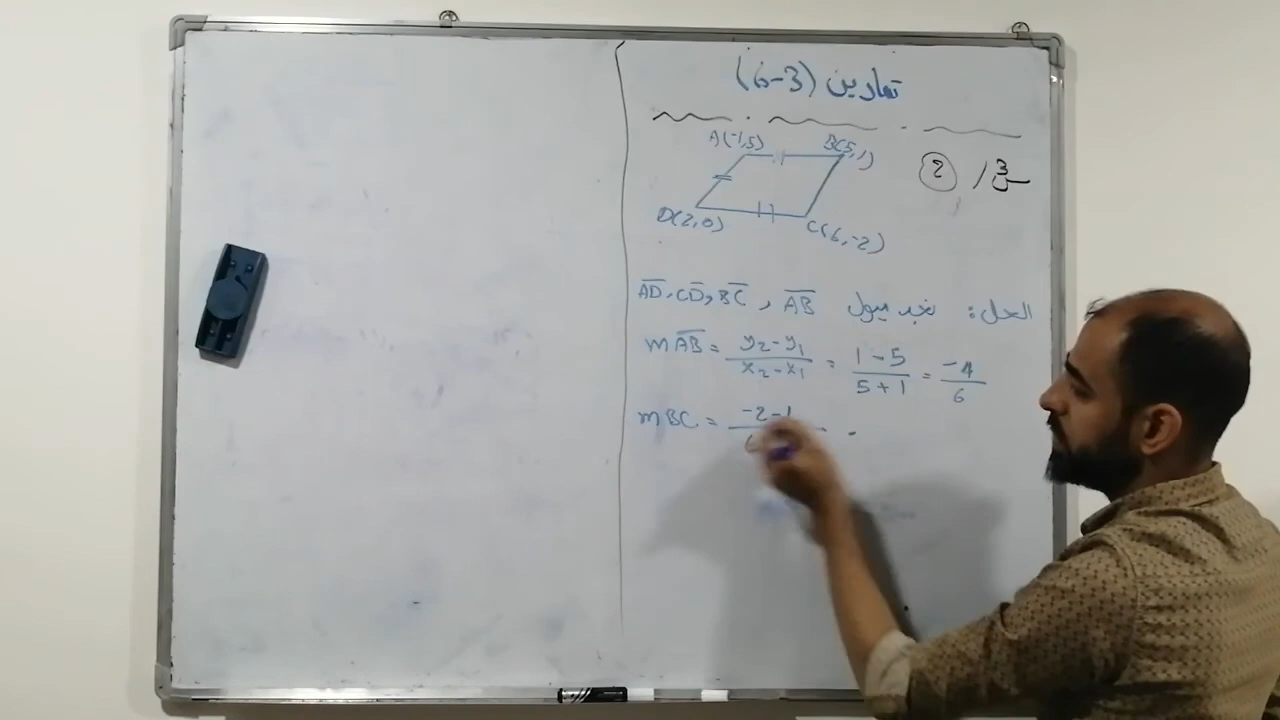 تمارين (3-6)
س3 / 2
A(-1,5) B(5,1)
D(2,0) C(6,-2)
الحل: نجد ميول AB , BC , CD , AD
mAB = y2-y1 / x2-x1 = 1-5 / 5+1 = -4 / 6
mBC = -2-1